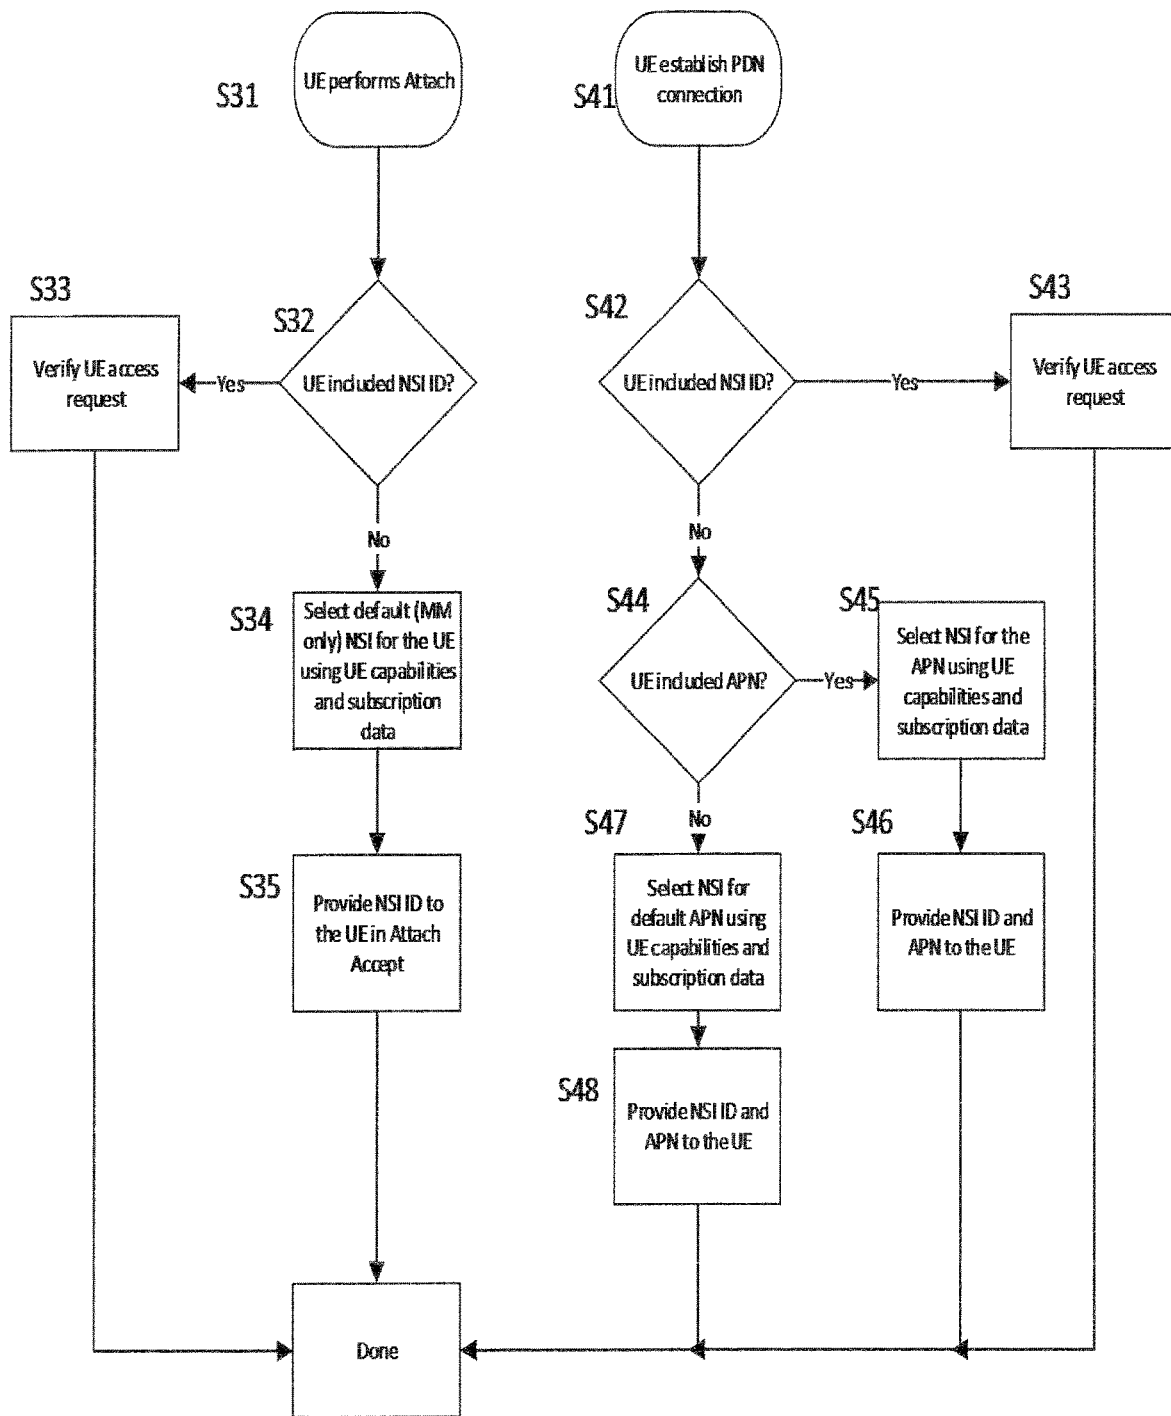 S31
UE performs Attach
S41
UE establish PDN
connection
S33
Verify UE access
request
S32
UE included NSI ID?
Yes
No
S42
UE included NSI ID?
Yes
No
S43
Verify UE access
request
S34
Select default (MM
only) NSI for the UE
using UE capabilities
and subscription
data
S44
UE included APN?
Yes
No
S45
Select NSI for the
APN using UE
capabilities and
subscription data
S35
Provide NSI ID to
the UE in Attach
Accept
S47
Select NSI for
default APN using
UE capabilities and
subscription data
S46
Provide NSI ID and
APN to the UE
S48
Provide NSI ID and
APN to the UE
Done